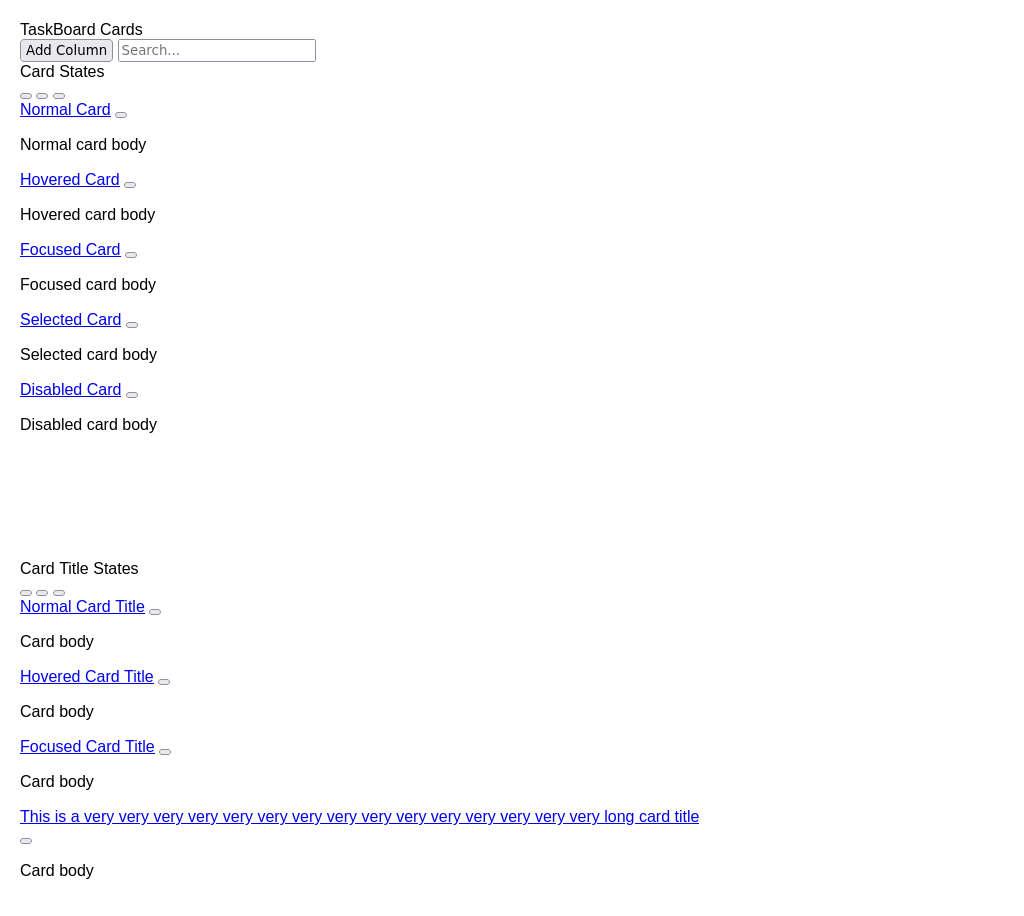 TaskBoard Cards
Add Column Search...
Card States
Normal Card
Normal card body
Hovered Card
Hovered card body
Focused Card
Focused card body
Selected Card
Selected card body
Disabled Card
Disabled card body
Card Title States
Normal Card Title
Card body
Hovered Card Title
Card body
Focused Card Title
Card body
This is a very very very very very very very very very very very very very very very long card title
Card body